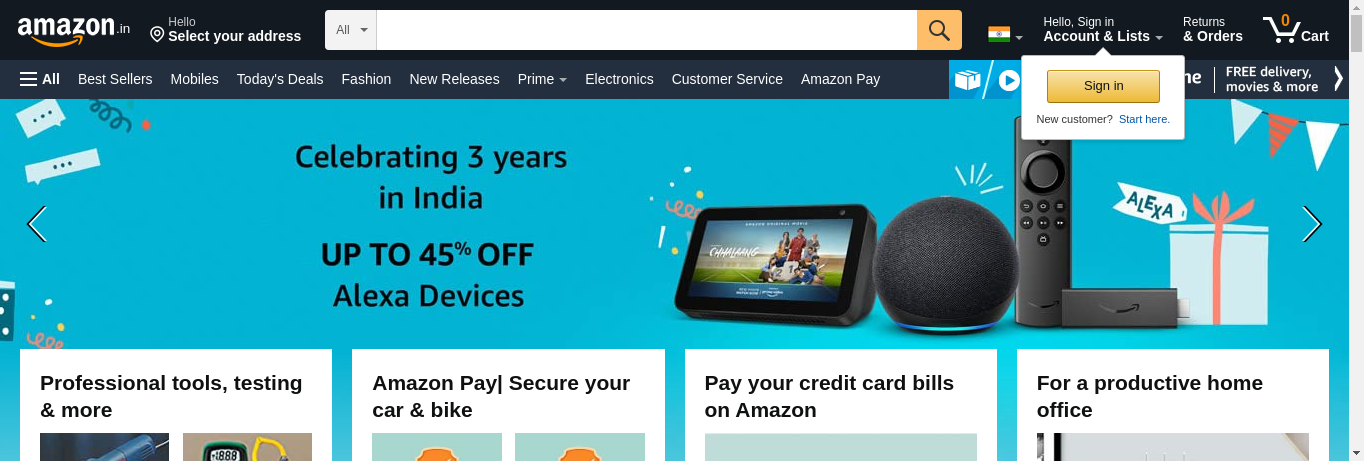 amazon.in
Hello
Select your address
All
Hello, Sign in
Account & Lists
Returns
& Orders
0
Cart
All
Best Sellers
Mobiles
Today's Deals
Fashion
New Releases
Prime
Electronics
Customer Service
Amazon Pay
FREE delivery,
movies & more
Sign in
New customer? Start here.
Celebrating 3 years
in India
UP TO 45% OFF
Alexa Devices
AMAZON ORIGINAL MOVIE
CHHALAANG
ALEXA
Professional tools, testing
& more
Amazon Pay| Secure your
car & bike
Pay your credit card bills
on Amazon
For a productive home
office